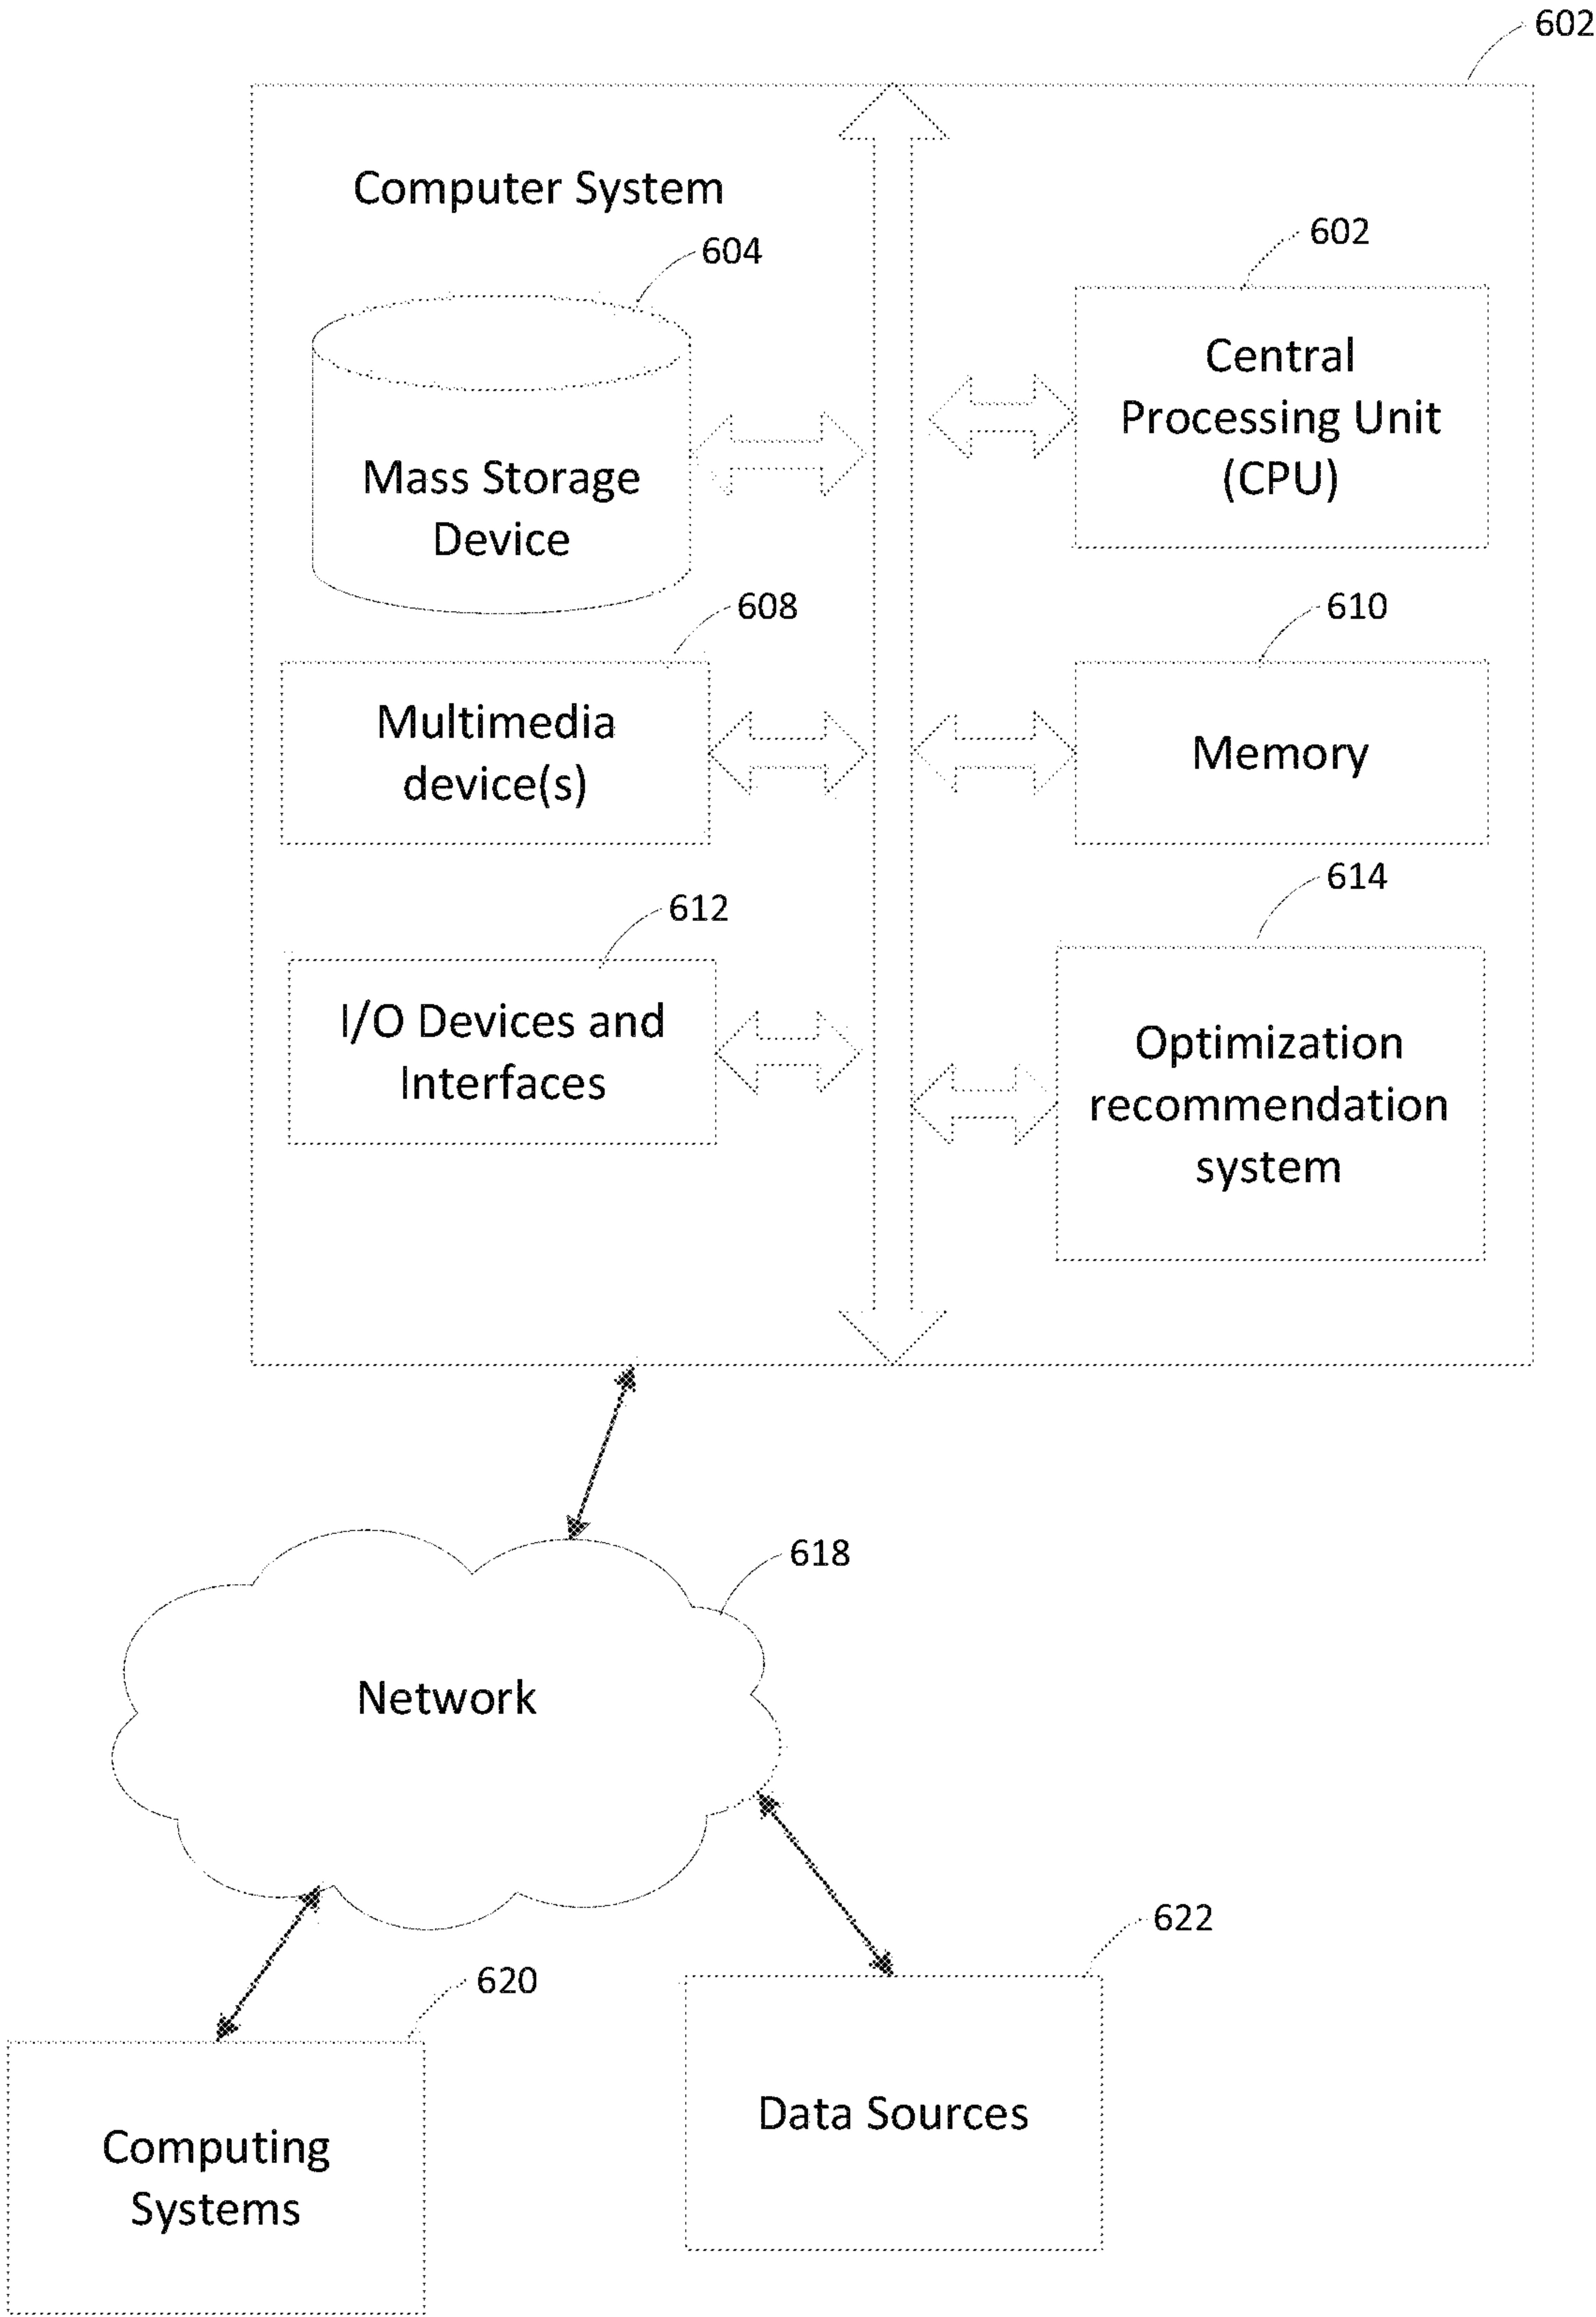 602
Computer System
604
Mass Storage
Device
602
Central
Processing Unit
(CPU)
608
Multimedia
device(s)
610
Memory
612
I/O Devices and
Interfaces
614
Optimization
recommendation
system
618
Network
620
Computing
Systems
622
Data Sources